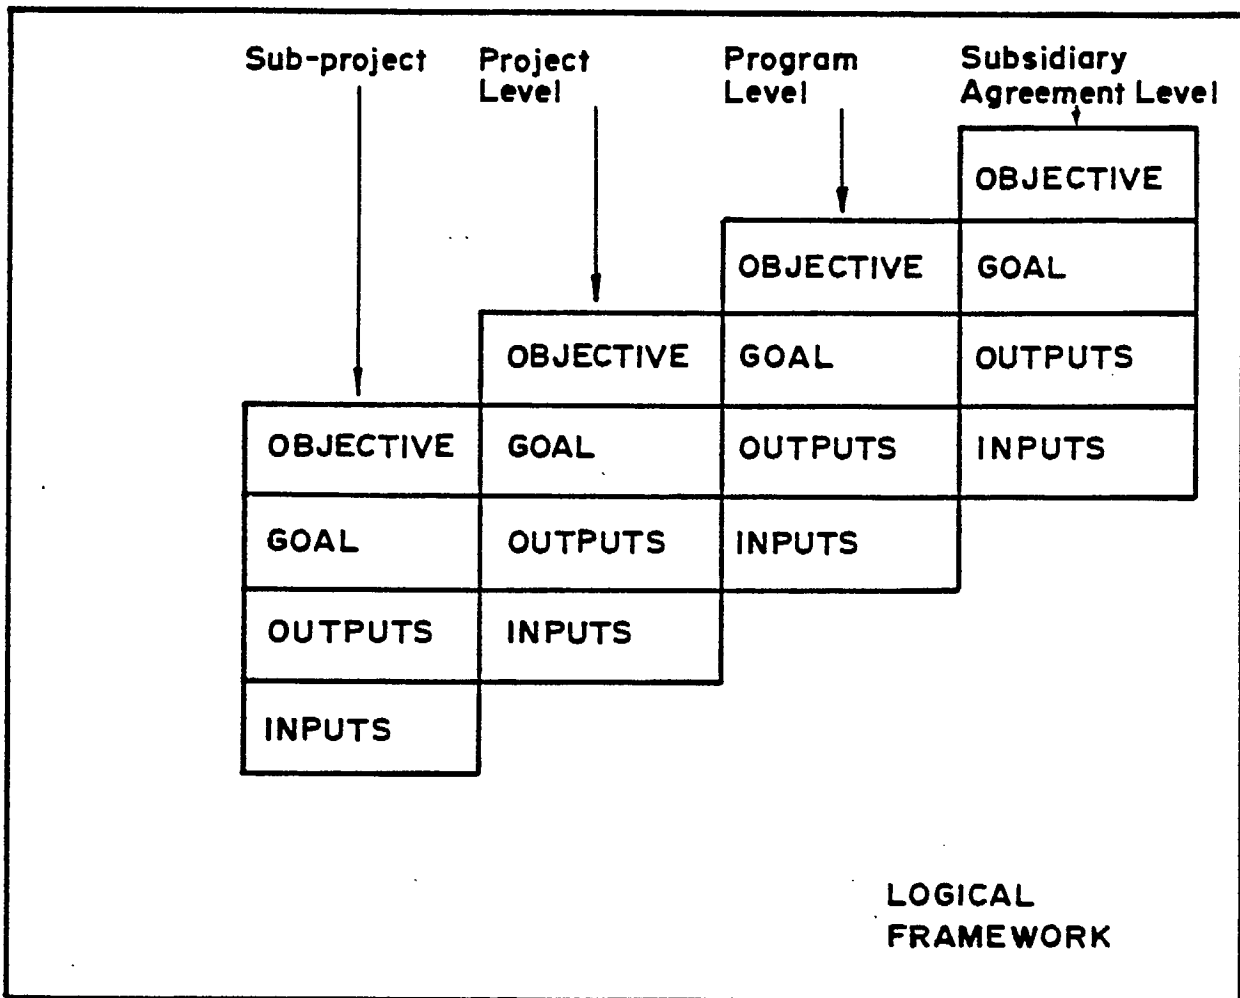 Sub-project
Project
Level
Program
Level
Subsidiary
Agreement Level
OBJECTIVE
OBJECTIVE GOAL
OBJECTIVE GOAL OUTPUTS
OBJECTIVE GOAL OUTPUTS INPUTS
GOAL OUTPUTS INPUTS
OUTPUTS INPUTS
INPUTS
LOGICAL
FRAMEWORK